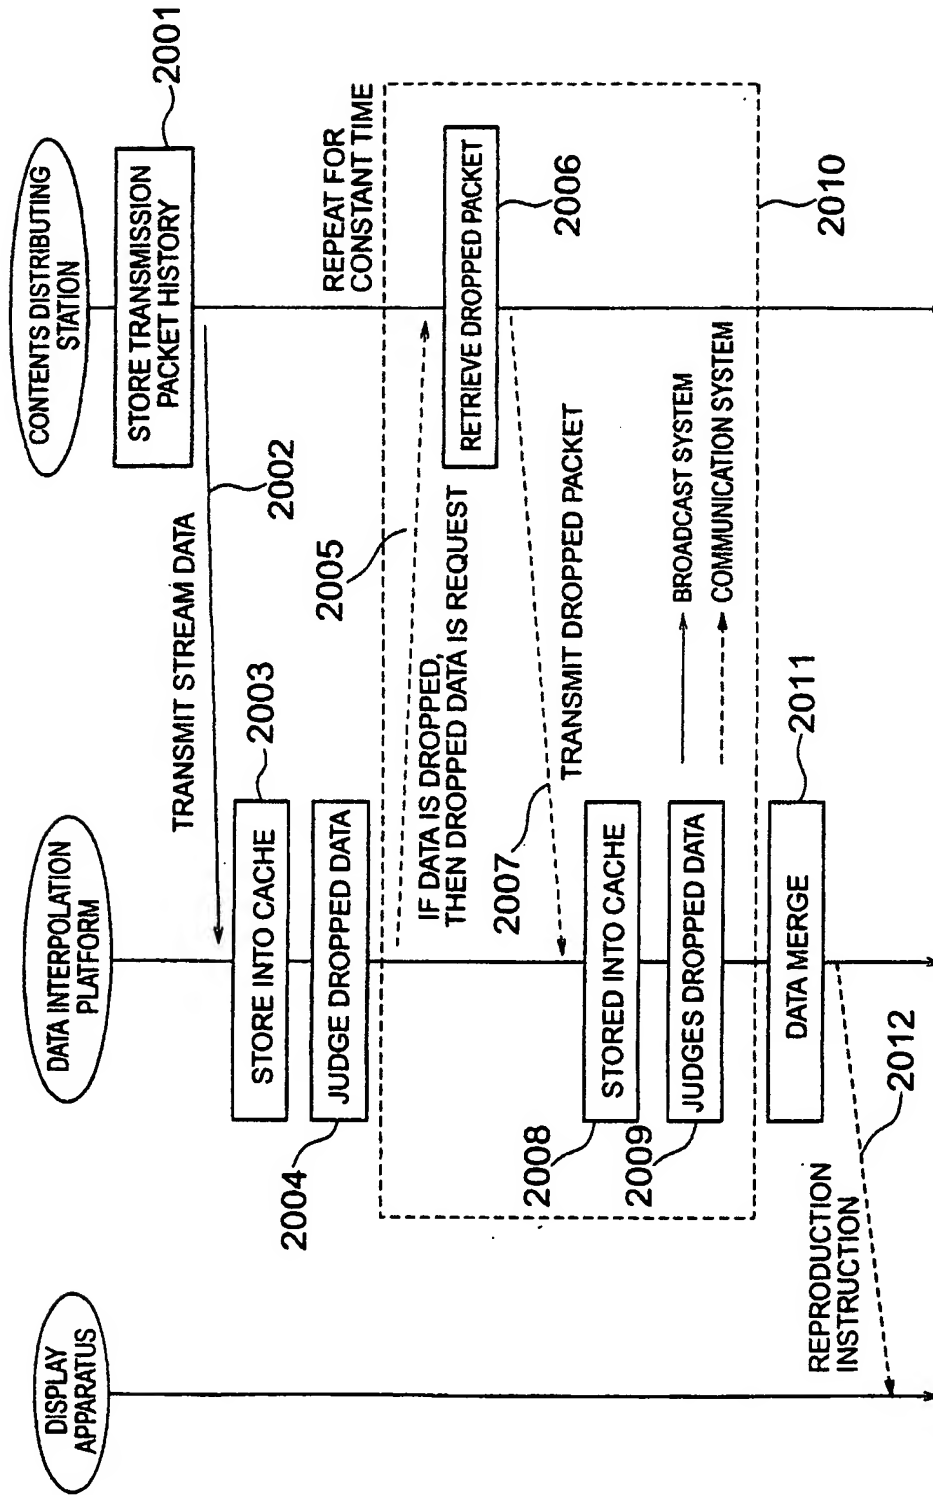 DISPLAY
APPARATUS
DATA INTERPOLATION
PLATFORM
CONTENTS DISTRIBUTING
STATION
STORE TRANSMISSION
PACKET HISTORY
2001
TRANSMIT STREAM DATA
2002
STORE INTO CACHE
2003
JUDGE DROPPED DATA
2004
REPEAT FOR
CONSTANT TIME
2005
IF DATA IS DROPPED,
THEN DROPPED DATA IS REQUEST
RETRIEVE DROPPED PACKET
2006
2007
TRANSMIT DROPPED PACKET
STORED INTO CACHE
2008
JUDGES DROPPED DATA
2009
BROADCAST SYSTEM
COMMUNICATION SYSTEM
2010
DATA MERGE
2011
REPRODUCTION
INSTRUCTION
2012